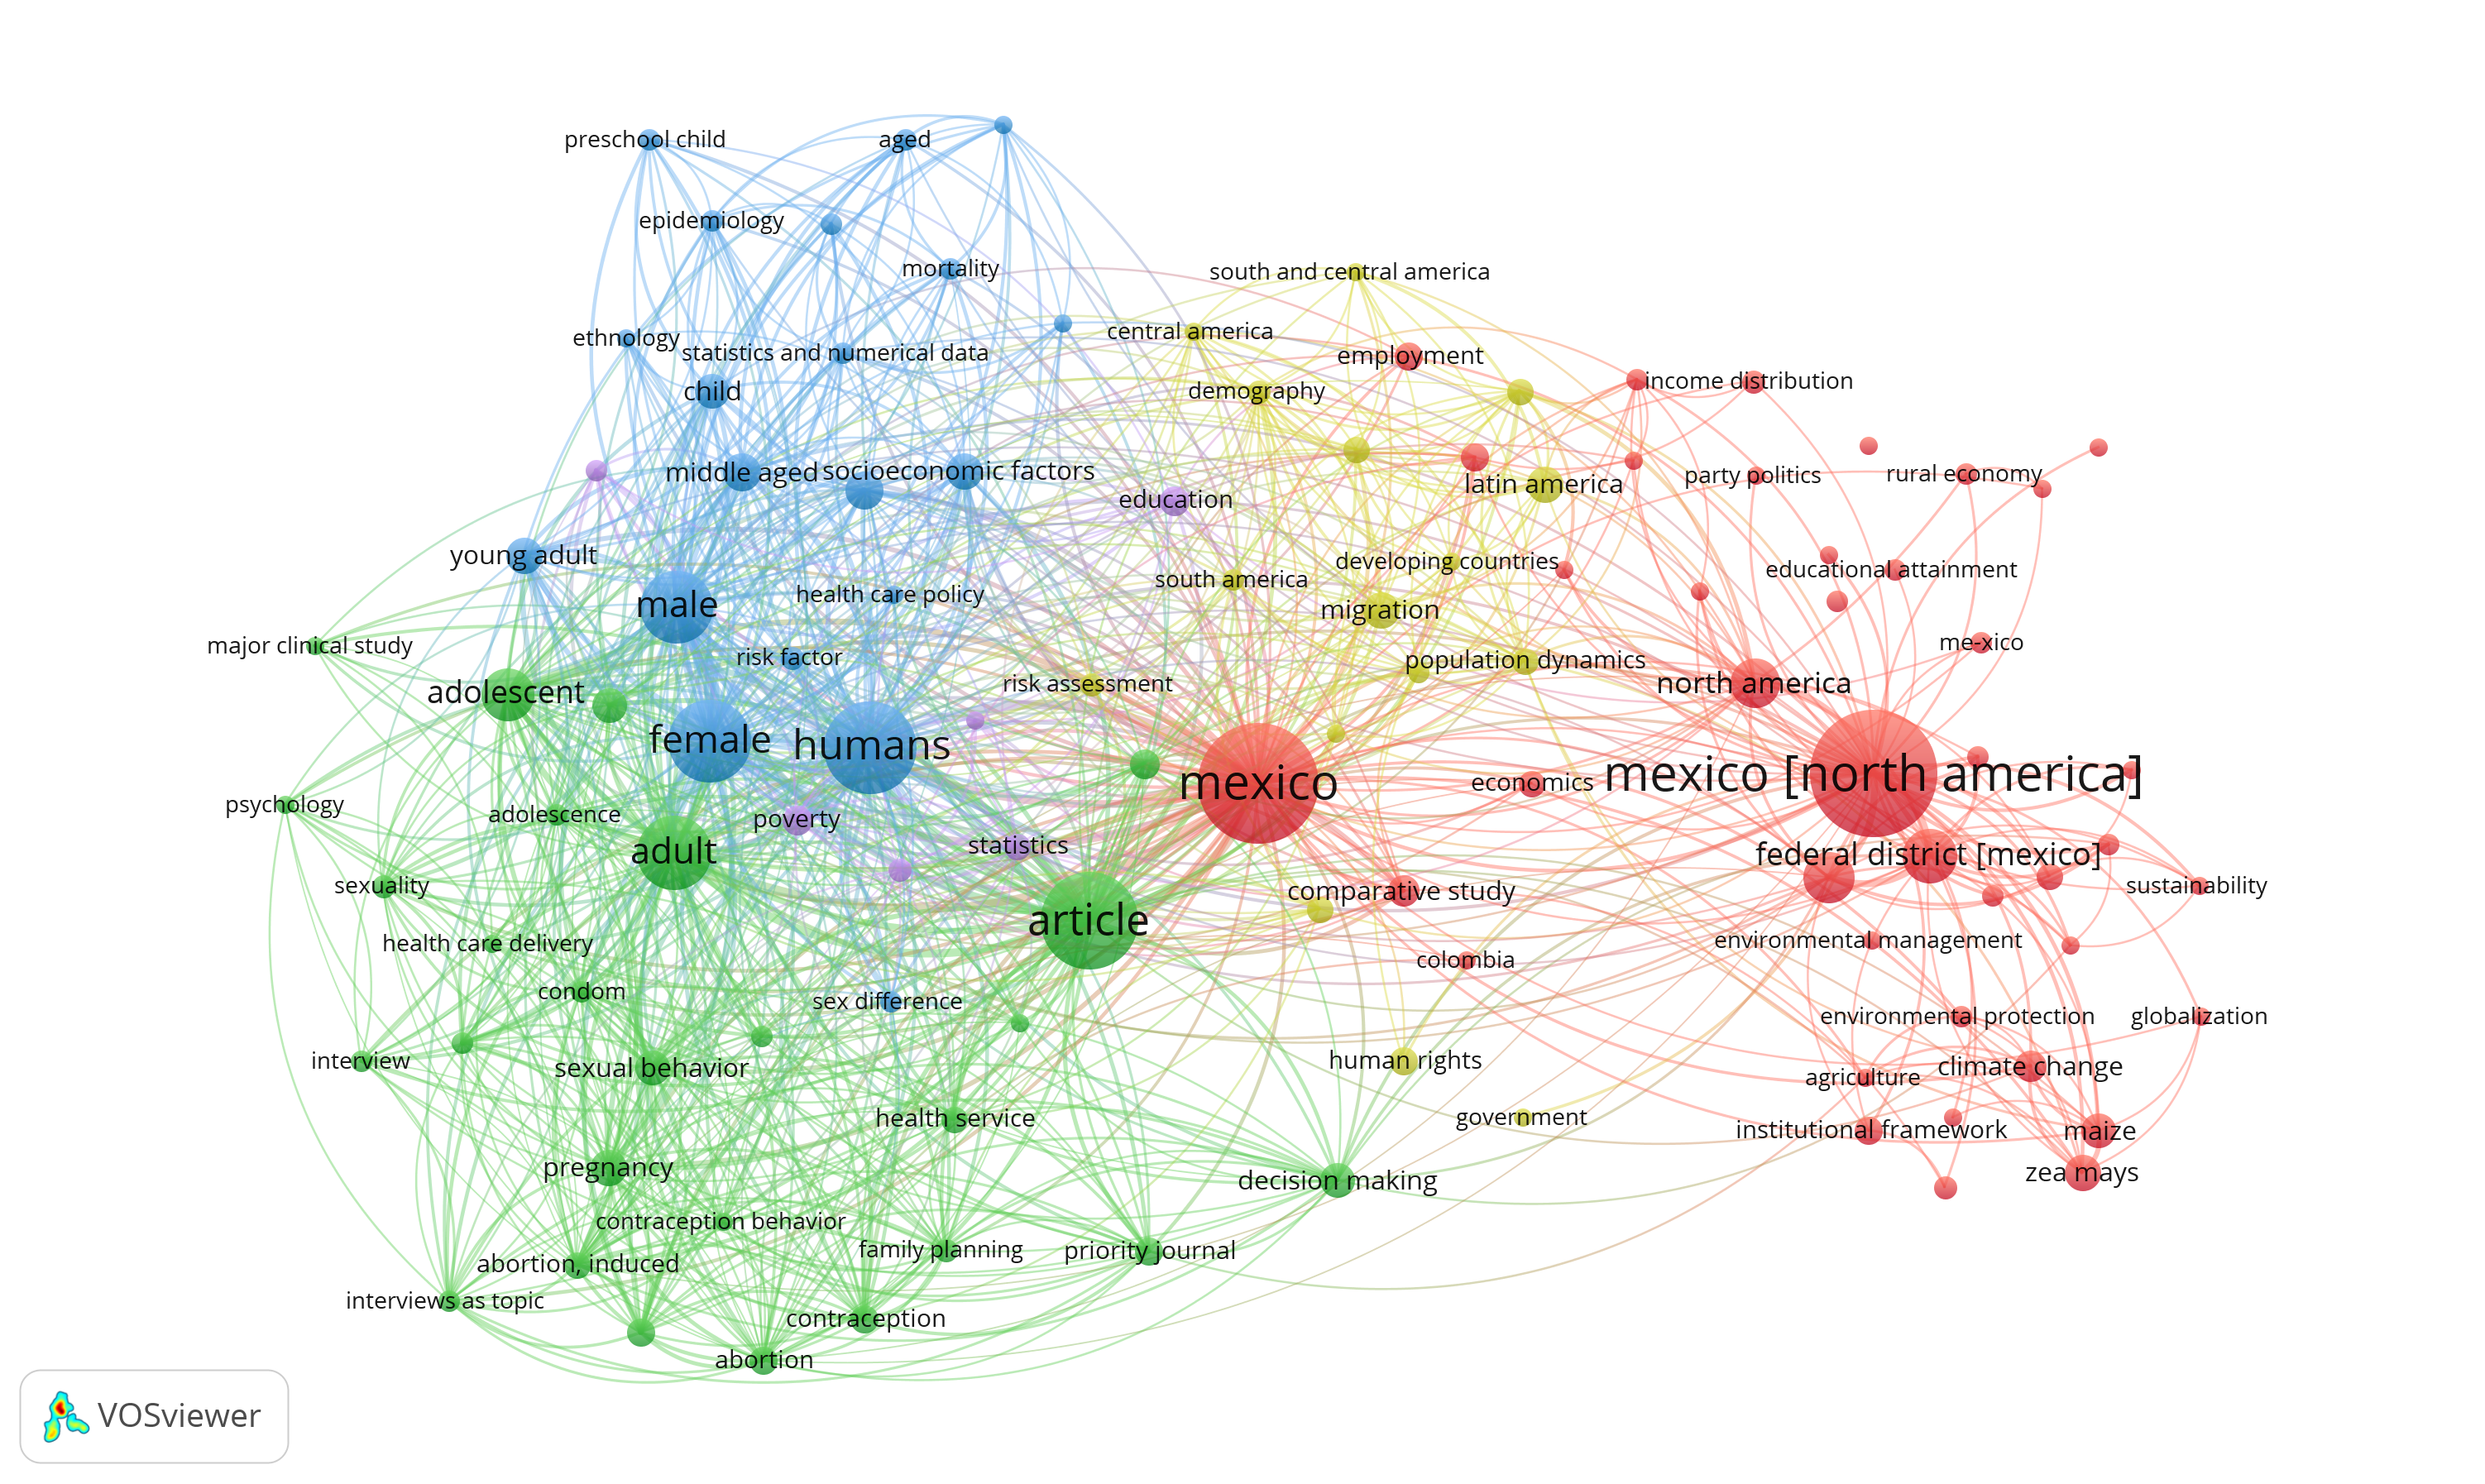 preschool child
aged
epidemiology
mortality
south and central america
central america
ethnology
statistics and numerical data
employment
child
demography
income distribution
middle aged
socioeconomic factors
education
latin america
party politics
rural economy
young adult
developing countries
educational attainment
south america
health care policy
male
migration
major clinical study
me-xico
risk factor
population dynamics
risk assessment
north america
adolescent
female
humans
mexico
economics
mexico [north america]
psychology
adolescence
poverty
statistics
adult
federal district [mexico]
sexuality
comparative study
sustainability
article
health care delivery
environmental management
colombia
condom
sex difference
environmental protection
globalization
interview
sexual behavior
human rights
climate change
agriculture
health service
government
institutional framework
maize
pregnancy
zea mays
decision making
contraception behavior
family planning
priority journal
abortion, induced
interviews as topic
contraception
abortion
VOSviewer